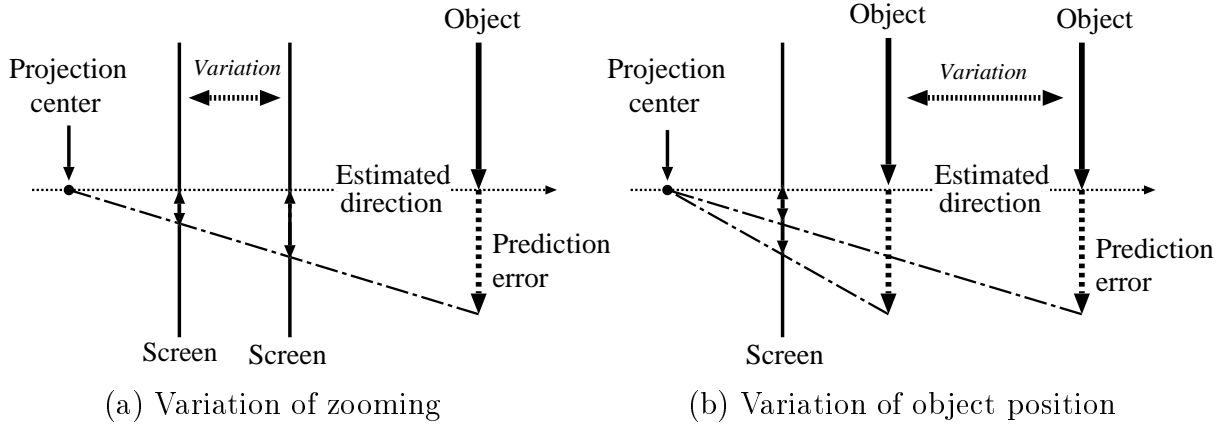 Object
Projection
center
Variation
Estimated
direction
Prediction
error
Screen
Screen
(a) Variation of zooming
Object
Object
Projection
center
Variation
Estimated
direction
Prediction
error
Screen
(b) Variation of object position